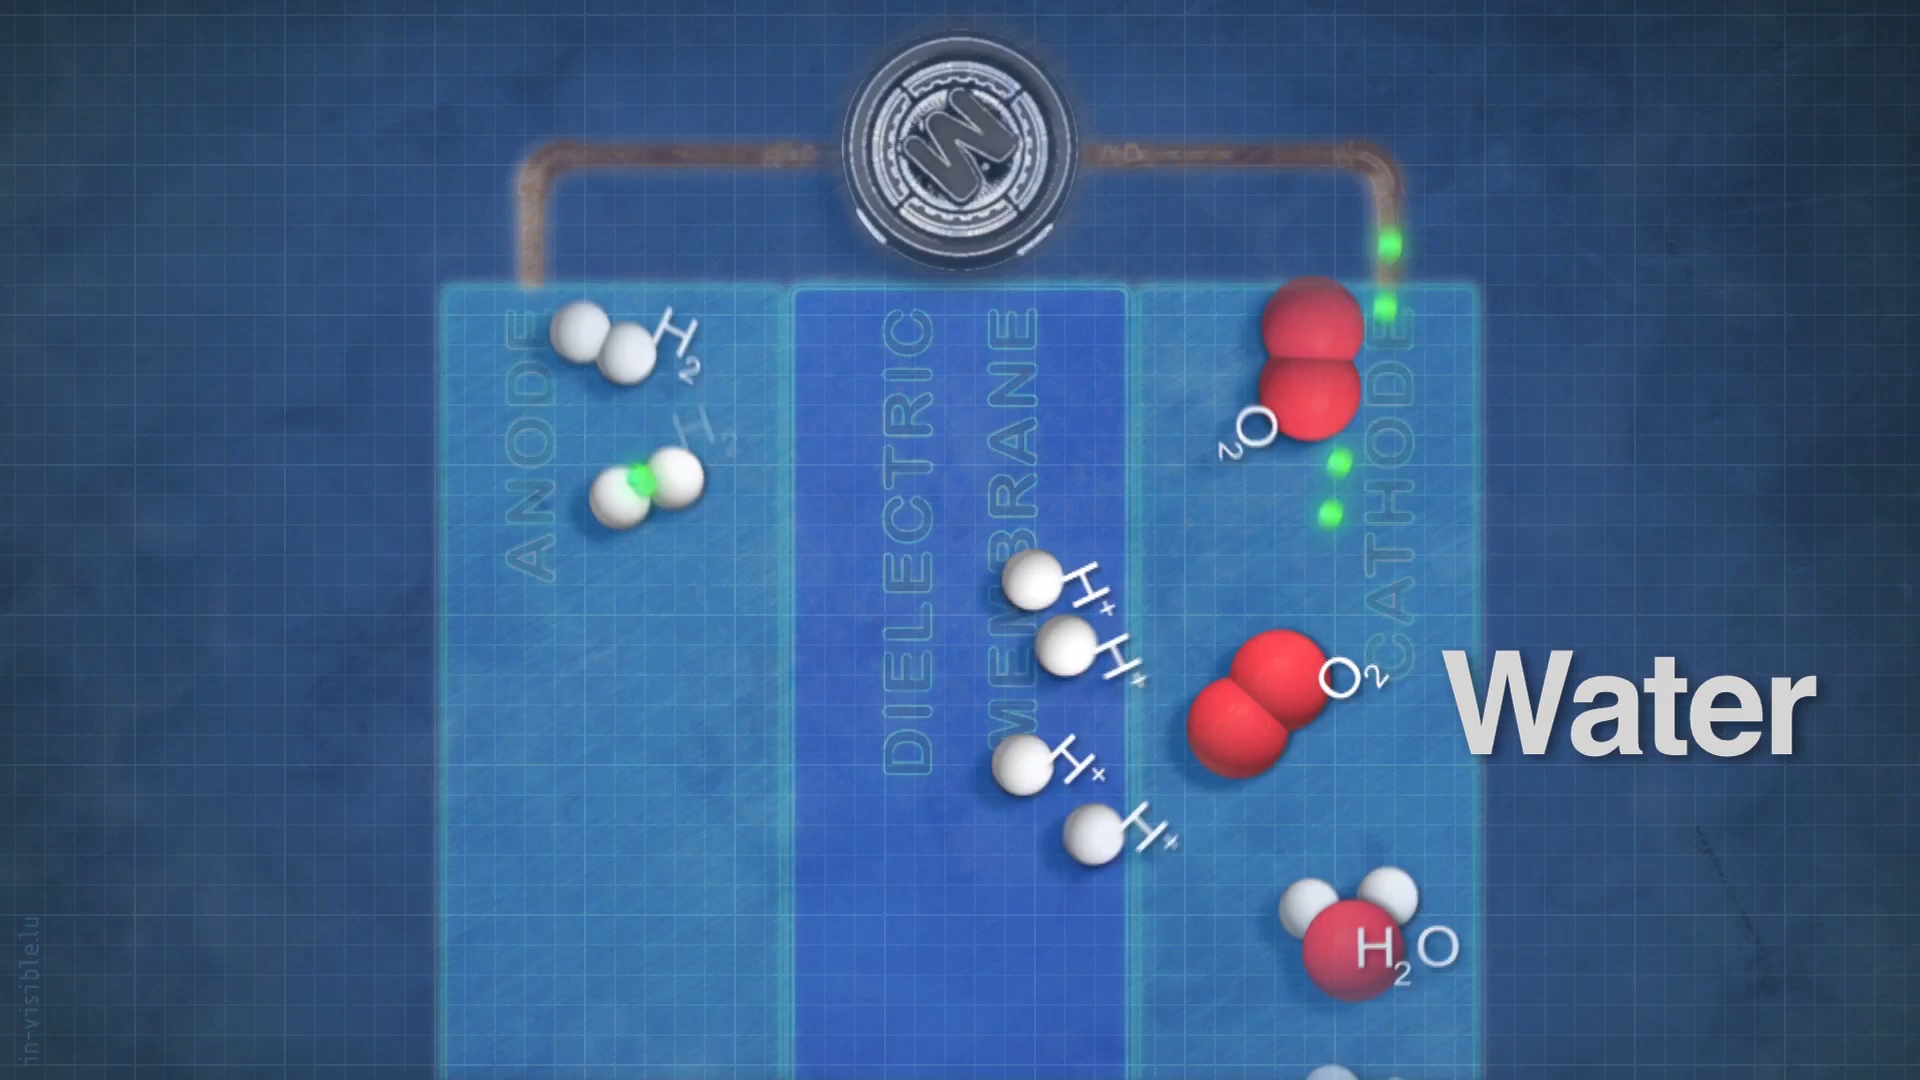 W
ANODE
DIELECTRIC
MEMBRANE
CATHODE
H2
H2
O2
H+
H+
O2
Water
H+
H+
H2O
in-visible.lu